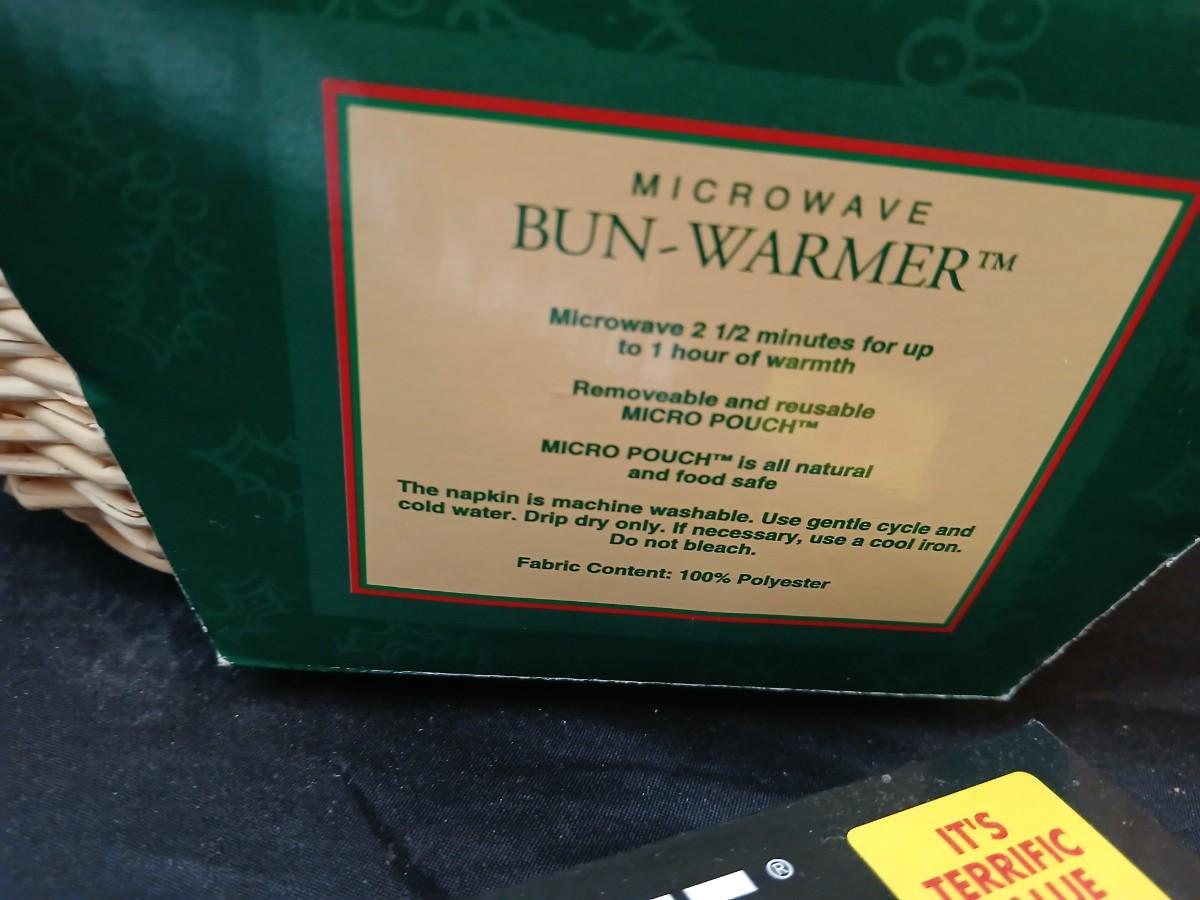 MICROWAVE
BUN-WARMER™
Microwave 2 1/2 minutes for up
to 1 hour of warmth
Removeable and reusable
MICRO POUCH™
MICRO POUCH™ is all natural
and food safe
The napkin is machine washable. Use gentle cycle and
cold water. Drip dry only. If necessary, use a cool iron.
Do not bleach.
Fabric Content: 100% Polyester
®
IT'S
TERRIFIC